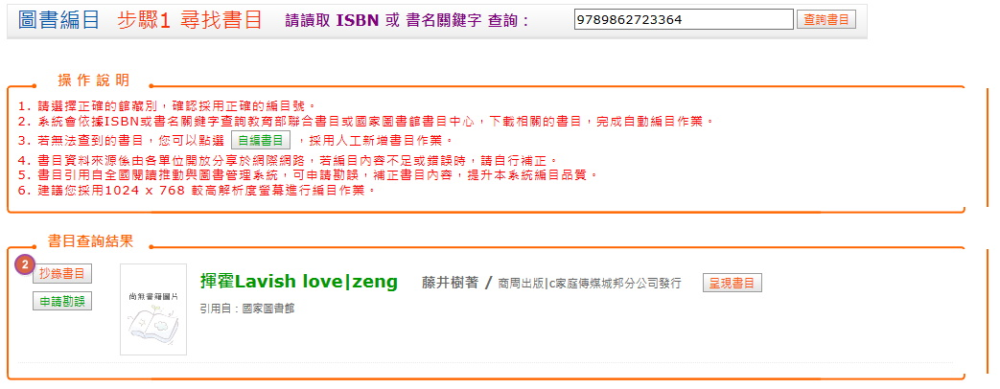 圖書編目 步驟1 尋找書目 請讀取 ISBN 或 書名關鍵字 查詢： 9789862723364 查詢書目
操 作 說 明
1. 請選擇正確的館藏別，確認採用正確的編目號。
2. 系統會依據ISBN或書名關鍵字查詢教育部聯合書目或國家圖書館書目中心，下載相關的書目，完成自動編目作業。
3. 若無法查到的書目，您可以點選 自編書目 ，採用人工新增書目作業。
4. 書目資料來源係由各單位開放分享於網際網路，若編目內容不足或錯誤時，請自行補正。
5. 書目引用自全國閱讀推動與圖書管理系統，可申請勘誤，補正書目內容，提升本系統編目品質。
6. 建議您採用1024 x 768 較高解析度螢幕進行編目作業。
書目查詢結果
2 抄錄書目
申請勘誤
尚無書籍圖片
揮霍Lavish love|zeng 藤井樹著 / 商周出版|c家庭傳媒城邦分公司發行 呈現書目
引用自：國家圖書館